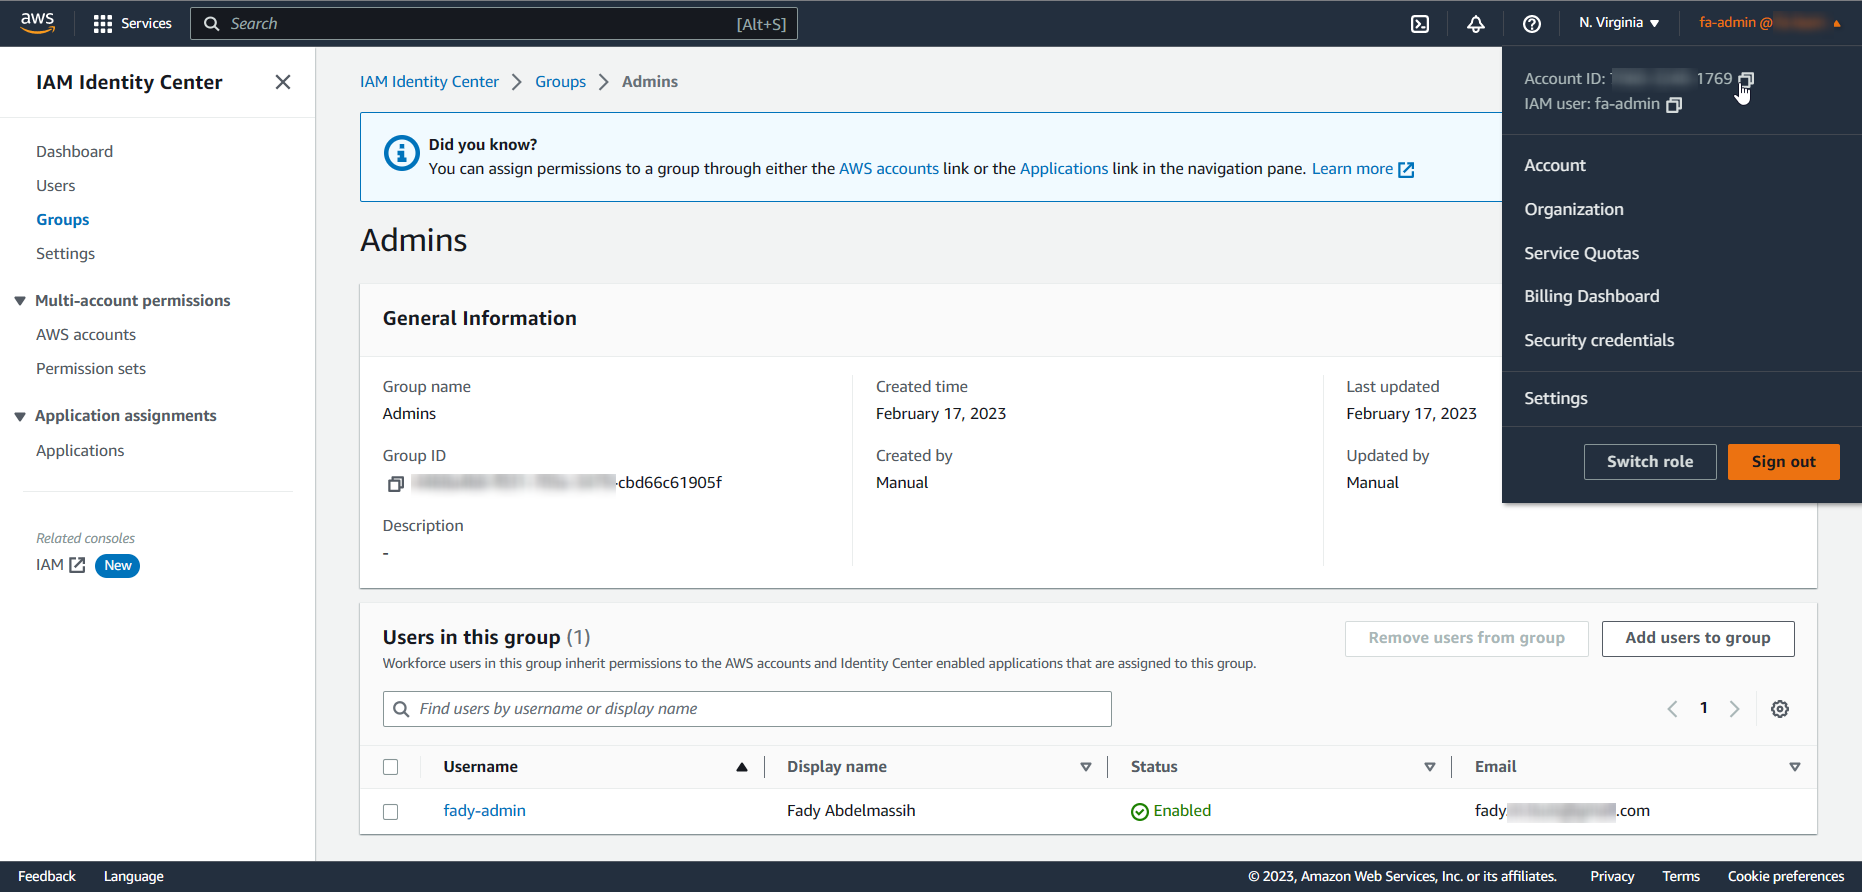 aws
Services
Search [Alt+S]
N. Virginia
fa-admin @
IAM Identity Center
Dashboard
Users
Groups
Settings
Multi-account permissions
AWS accounts
Permission sets
Application assignments
Applications
Related consoles
IAM New
IAM Identity Center Groups Admins
Did you know?
You can assign permissions to a group through either the AWS accounts link or the Applications link in the navigation pane. Learn more
Admins
General Information
Group name
Admins
Group ID
-cbd66c61905f
Description
-
Created time
February 17, 2023
Created by
Manual
Last updated
February 17, 2023
Updated by
Manual
Account ID: 1769
IAM user: fa-admin
Account
Organization
Service Quotas
Billing Dashboard
Security credentials
Settings
Switch role Sign out
Users in this group (1)
Remove users from group Add users to group
Workforce users in this group inherit permissions to the AWS accounts and Identity Center enabled applications that are assigned to this group.
Find users by username or display name
1
Username Display name Status Email
fady-admin Fady Abdelmassih Enabled fady. .com
Feedback Language © 2023, Amazon Web Services, Inc. or its affiliates. Privacy Terms Cookie preferences